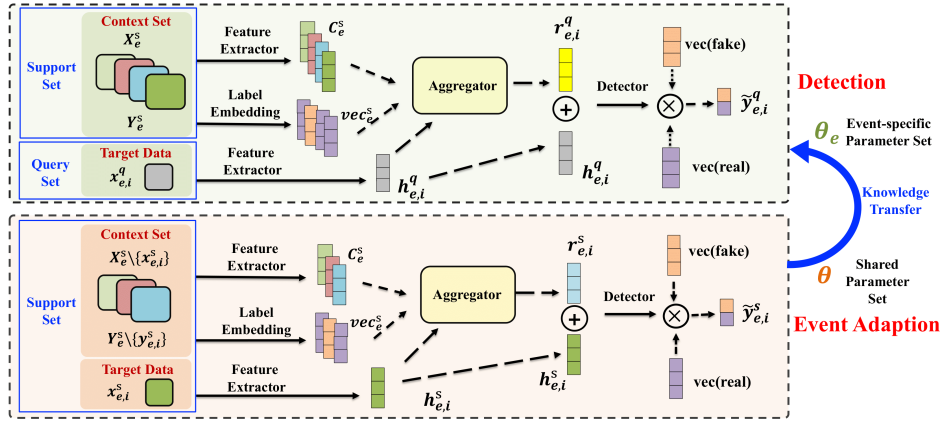 Context Set
X_e^s
Y_e^s
Support
Set
Feature
Extractor
C_e^s
Label
Embedding
vec_e^s
Aggregator
r_{e,i}^q
+
Detector
vec(fake)
×
ỹ_{e,i}^q
vec(real)
Query
Set
Target Data
x_{e,i}^q
Feature
Extractor
h_{e,i}^q
h_{e,i}^q
Detection
θ_e
Event-specific
Parameter Set
Knowledge
Transfer
θ
Shared
Parameter
Set
Event Adaption
Context Set
X_e^s\{x_{e,i}^s}
Y_e^s\{y_{e,i}^s}
Support
Set
Feature
Extractor
C_e^s
Label
Embedding
vec_e^s
Aggregator
r_{e,i}^s
+
Detector
vec(fake)
×
ỹ_{e,i}^s
vec(real)
Target Data
x_{e,i}^s
Feature
Extractor
h_{e,i}^s
h_{e,i}^s